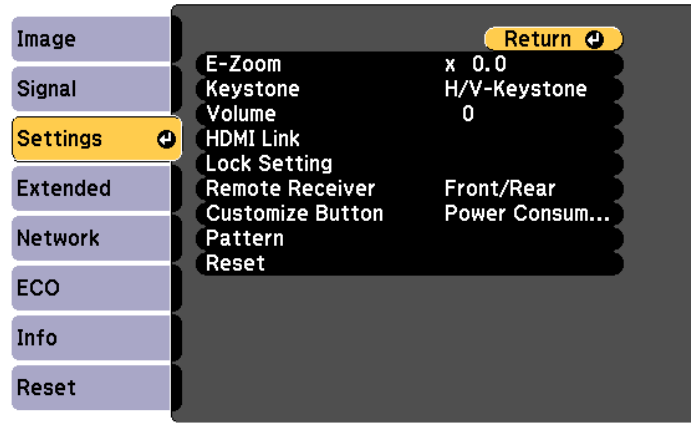 Image
Signal
Settings
Extended
Network
ECO
Info
Reset
Return
E-Zoom x 0.0
Keystone H/V-Keystone
Volume 0
HDMI Link
Lock Setting
Remote Receiver Front/Rear
Customize Button Power Consum...
Pattern
Reset